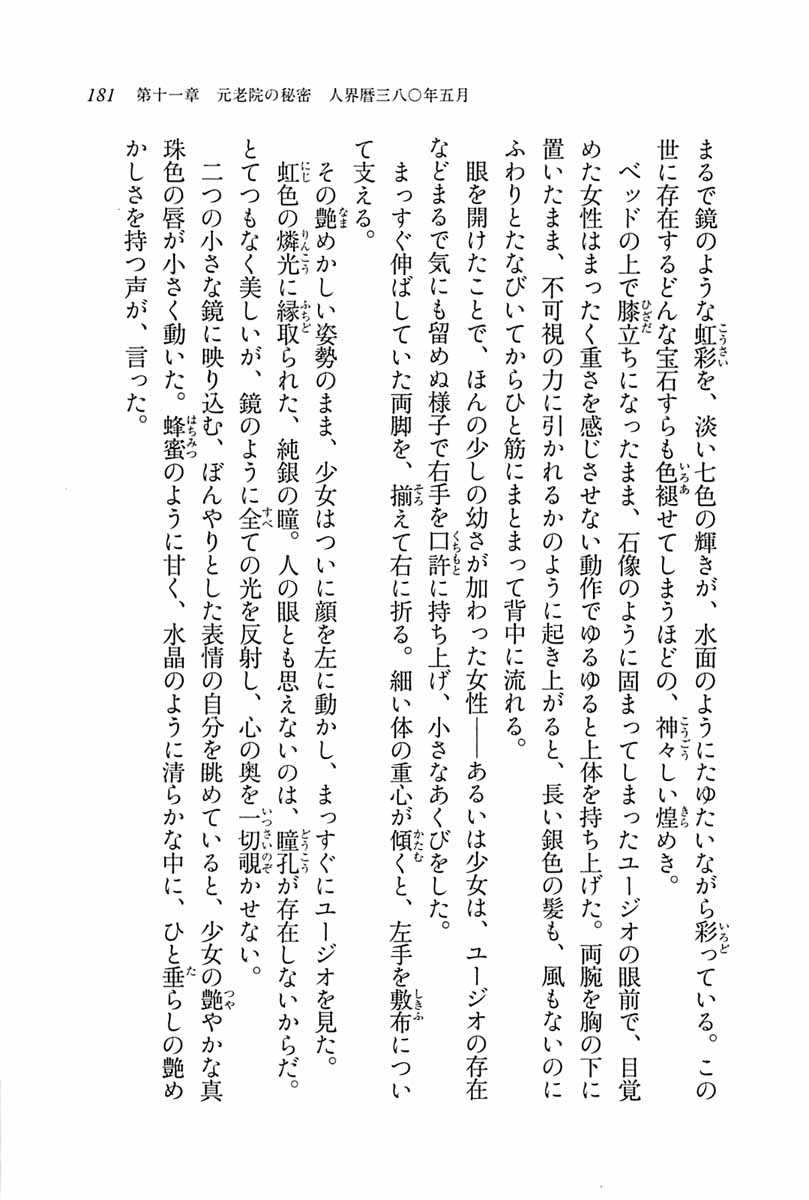 181　第十一章　元老院の秘密　人界暦三八〇年五月
まるで鏡のような虹彩を、淡い七色の輝きが、水面のようにたゆたいながら彩っている。この
世に存在するどんな宝石すらも色褪せてしまうほどの、神々しい煌めき。
　ベッドの上で膝立ちになったまま、石像のように固まってしまったユージオの眼前で、目覚
めた女性はまったく重さを感じさせない動作でゆるゆると上体を持ち上げた。両腕を胸の下に
置いたまま、不可視の力に引かれるかのように起き上がると、長い銀色の髪も、風もないのに
ふわりとたなびいてからひと筋にまとまって背中に流れる。
　眼を開けたことで、ほんの少しの幼さが加わった女性――あるいは少女は、ユージオの存在
などまるで気にも留めぬ様子で右手を口許に持ち上げ、小さなあくびをした。
　まっすぐ伸ばしていた両脚を、揃えて右に折る。細い体の重心が傾くと、左手を敷布につい
て支える。
　その艶めかしい姿勢のまま、少女はついに顔を左に動かし、まっすぐにユージオを見た。
　虹色の燐光に縁取られた、純銀の瞳。人の眼とも思えないのは、瞳孔が存在しないからだ。
とてつもなく美しいが、鏡のように全ての光を反射し、心の奥を一切覗かせない。
　二つの小さな鏡に映り込む、ぼんやりとした表情の自分を眺めていると、少女の艶やかな真
珠色の唇が小さく動いた。蜂蜜のように甘く、水晶のように清らかな中に、ひと垂らしの艶め
かしさを持つ声が、言った。